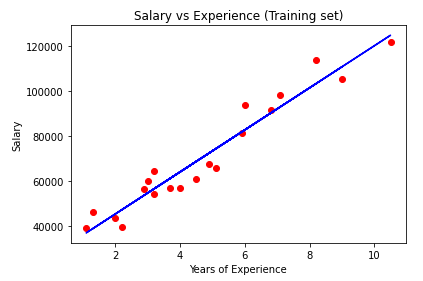 Salary vs Experience (Training set)
120000
100000
80000
60000
40000
Salary
2 4 6 8 10
Years of Experience